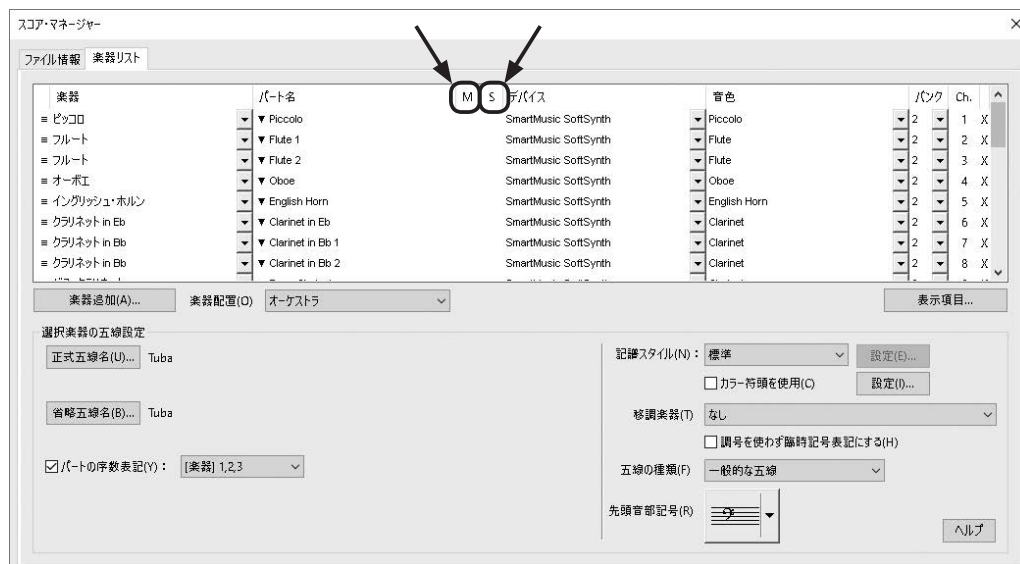 スコア・マネージャー
ファイル情報 楽器リスト
楽器 パート名 M S デバイス 音色 バンク Ch.
≡ ピッコロ ▼ Piccolo SmartMusic SoftSynth Piccolo 2 1 X
≡ フルート ▼ Flute 1 SmartMusic SoftSynth Flute 2 2 X
≡ フルート ▼ Flute 2 SmartMusic SoftSynth Flute 2 3 X
≡ オーボエ ▼ Oboe SmartMusic SoftSynth Oboe 2 4 X
≡ イングリッシュ・ホルン ▼ English Horn SmartMusic SoftSynth English Horn 2 5 X
≡ クラリネット in Eb ▼ Clarinet in Eb SmartMusic SoftSynth Clarinet 2 6 X
≡ クラリネット in Bb ▼ Clarinet in Bb 1 SmartMusic SoftSynth Clarinet 2 7 X
≡ クラリネット in Bb ▼ Clarinet in Bb 2 SmartMusic SoftSynth Clarinet 2 8 X
楽器追加(A)... 楽器配置(O) オーケストラ 表示項目...
選択楽器の五線設定
正式五線名(U)... Tuba
省略五線名(B)... Tuba
パートの序数表記(Y)： [楽器] 1,2,3
記譜スタイル(N)： 標準 設定(E)...
カラー符頭を使用(C) 設定(I)...
移調楽器(T) なし
調号を使わず臨時記号表記にする(H)
五線の種類(F) 一般的な五線
先頭音部記号(R)
ヘルプ